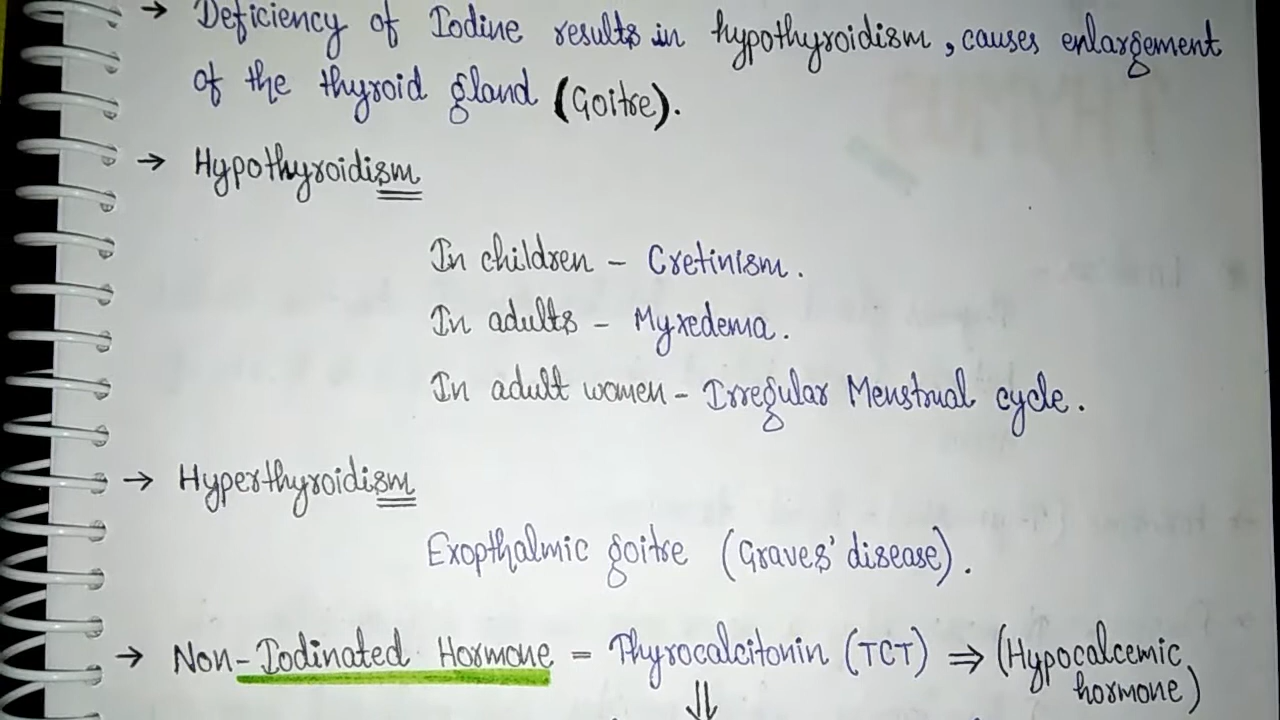 → Deficiency of Iodine results in hypothyroidism, causes enlargement
of the thyroid gland (Goitre).
→ Hypothyroidism
In children - Cretinism.
In adults - Myxedema.
In adult women - Irregular Menstrual cycle.
→ Hyperthyroidism
Exopthalmic goitre (Graves' disease).
→ Non-Iodinated Hormone = Thyrocalcitonin (TCT) ⇒ (Hypocalcemic
hormone)
⇓